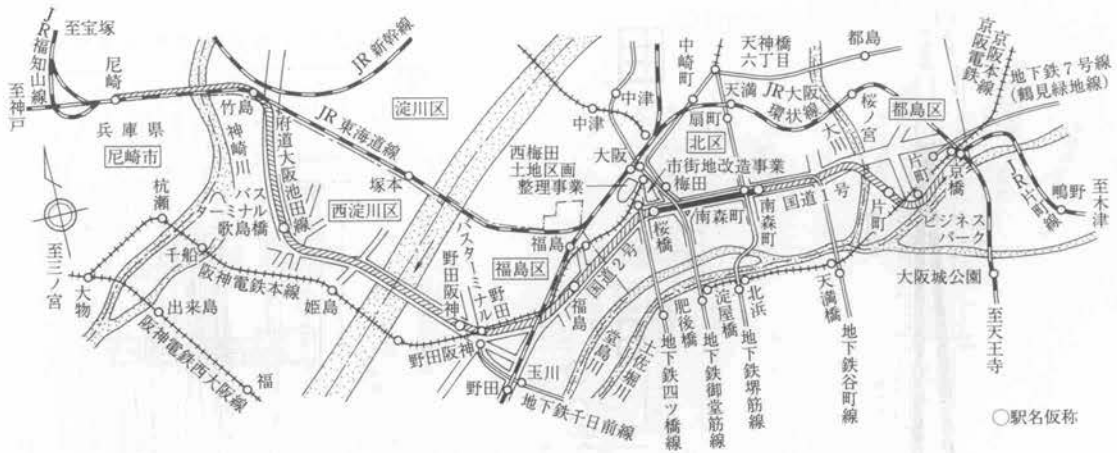 至宝塚
JR福知山線
尼崎
至神戸
兵庫県
尼崎市
竹島
神崎川
府道大阪池田線
JR新幹線
JR東海道線
淀川区
塚本
杭瀬
バスターミナル
歌島橋
西淀川区
至三ノ宮
大物
千船
阪神電鉄本線
出来島
姫島
阪神電鉄西大阪線
福
野田阪神
バスターミナル
野田
野田阪神
福島区
福島
福島
玉川
野田
地下鉄千日前線
国道2号
堂島川
土佐堀川
西梅田
土地区画
整理事業
大阪
中津
中津
中崎町
天神橋
六丁目
都島
天満
扇町
北区
JR大阪
環状線
桜ノ宮
大川
都島区
市街地改造事業
梅田
桜橋
南森町
南森町
国道1号
片町
片町
京橋
京阪本線
京阪電鉄
地下鉄7号線
(鶴見緑地線)
JR片町線
鴫野
至木津
ビジネス
パーク
大阪城公園
至天王寺
肥後橋
淀屋橋
北浜
天満橋
地下鉄四ツ橋線
地下鉄御堂筋線
地下鉄堺筋線
地下鉄谷町線
○駅名仮称